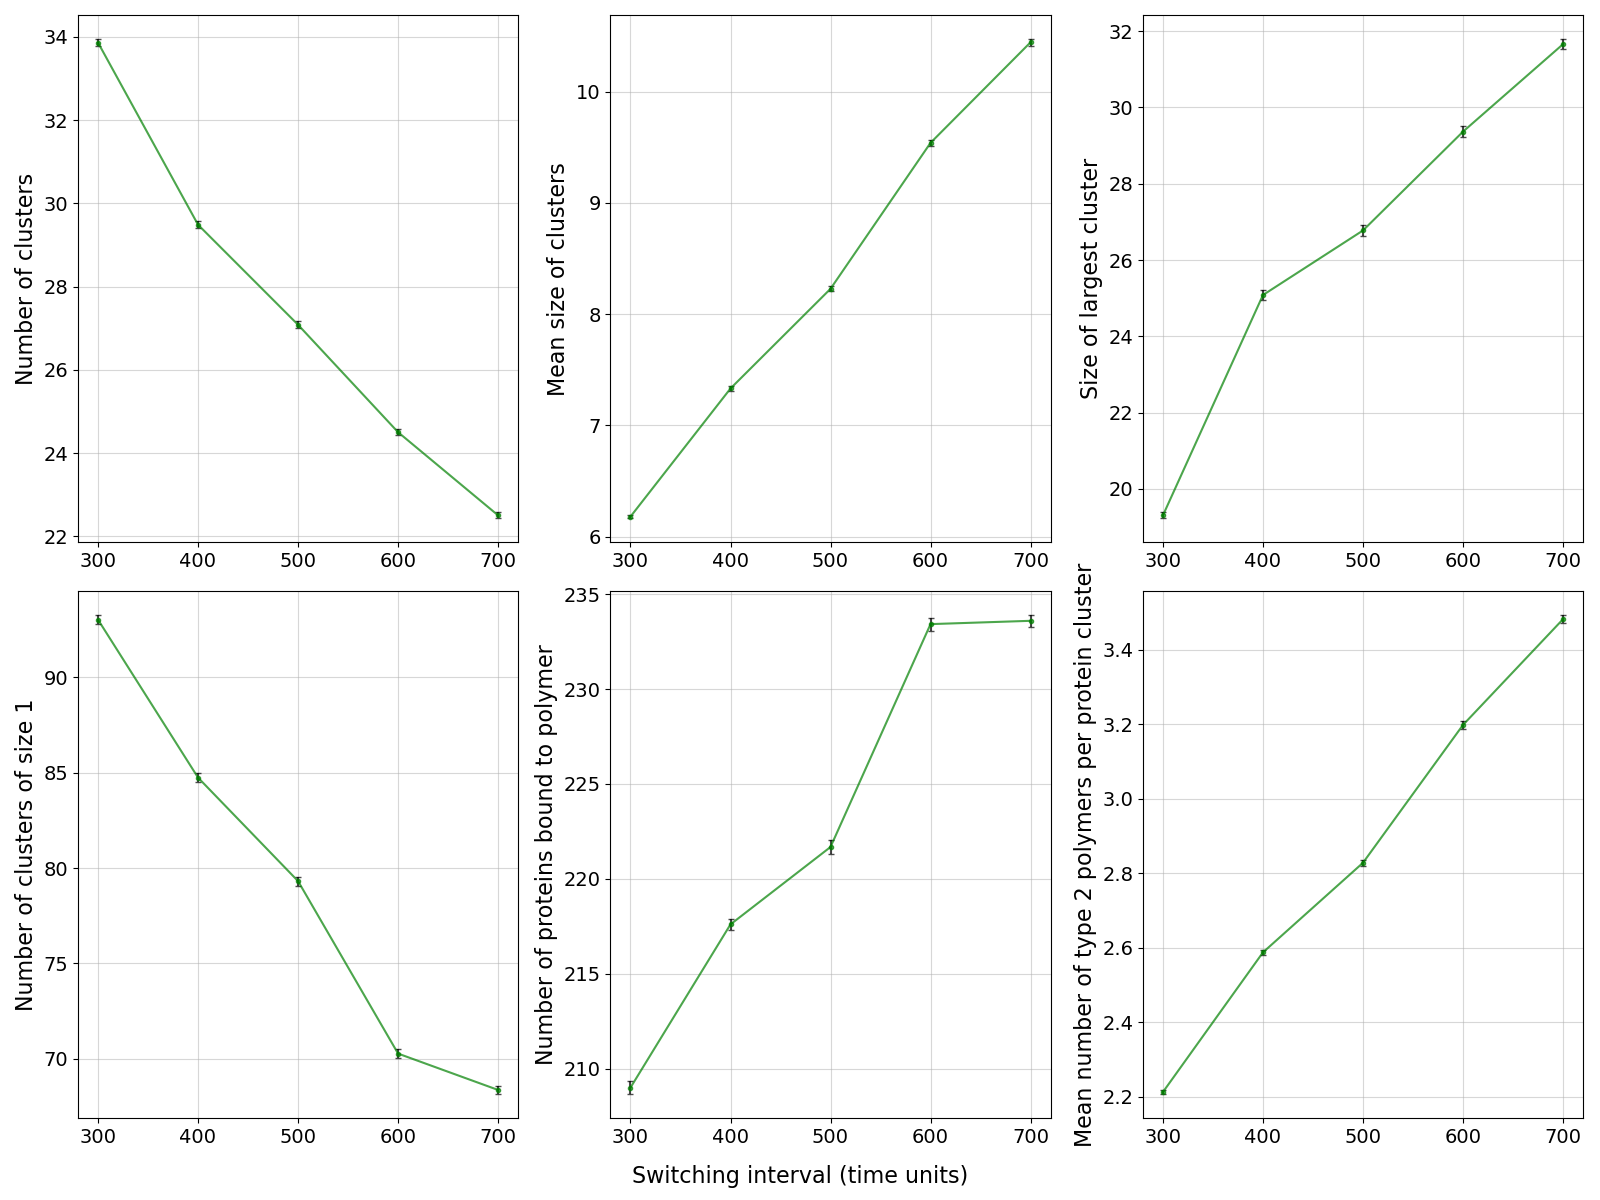 Number of clusters
34
32
30
28
26
24
22
300 400 500 600 700
Mean size of clusters
10
9
8
7
6
300 400 500 600 700
Size of largest cluster
32
30
28
26
24
22
20
300 400 500 600 700
Number of clusters of size 1
90
85
80
75
70
300 400 500 600 700
Number of proteins bound to polymer
235
230
225
220
215
210
300 400 500 600 700
Mean number of type 2 polymers per protein cluster
3.4
3.2
3.0
2.8
2.6
2.4
2.2
300 400 500 600 700
Switching interval (time units)